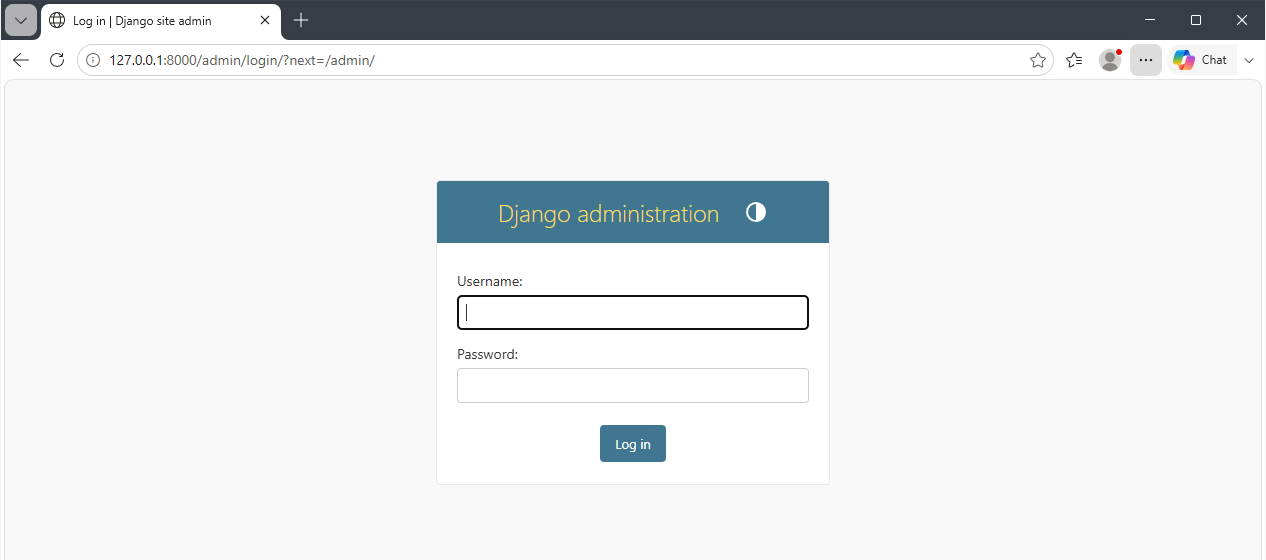 Log in | Django site admin
127.0.0.1:8000/admin/login/?next=/admin/
Chat
Django administration
Username:
Password:
Log in